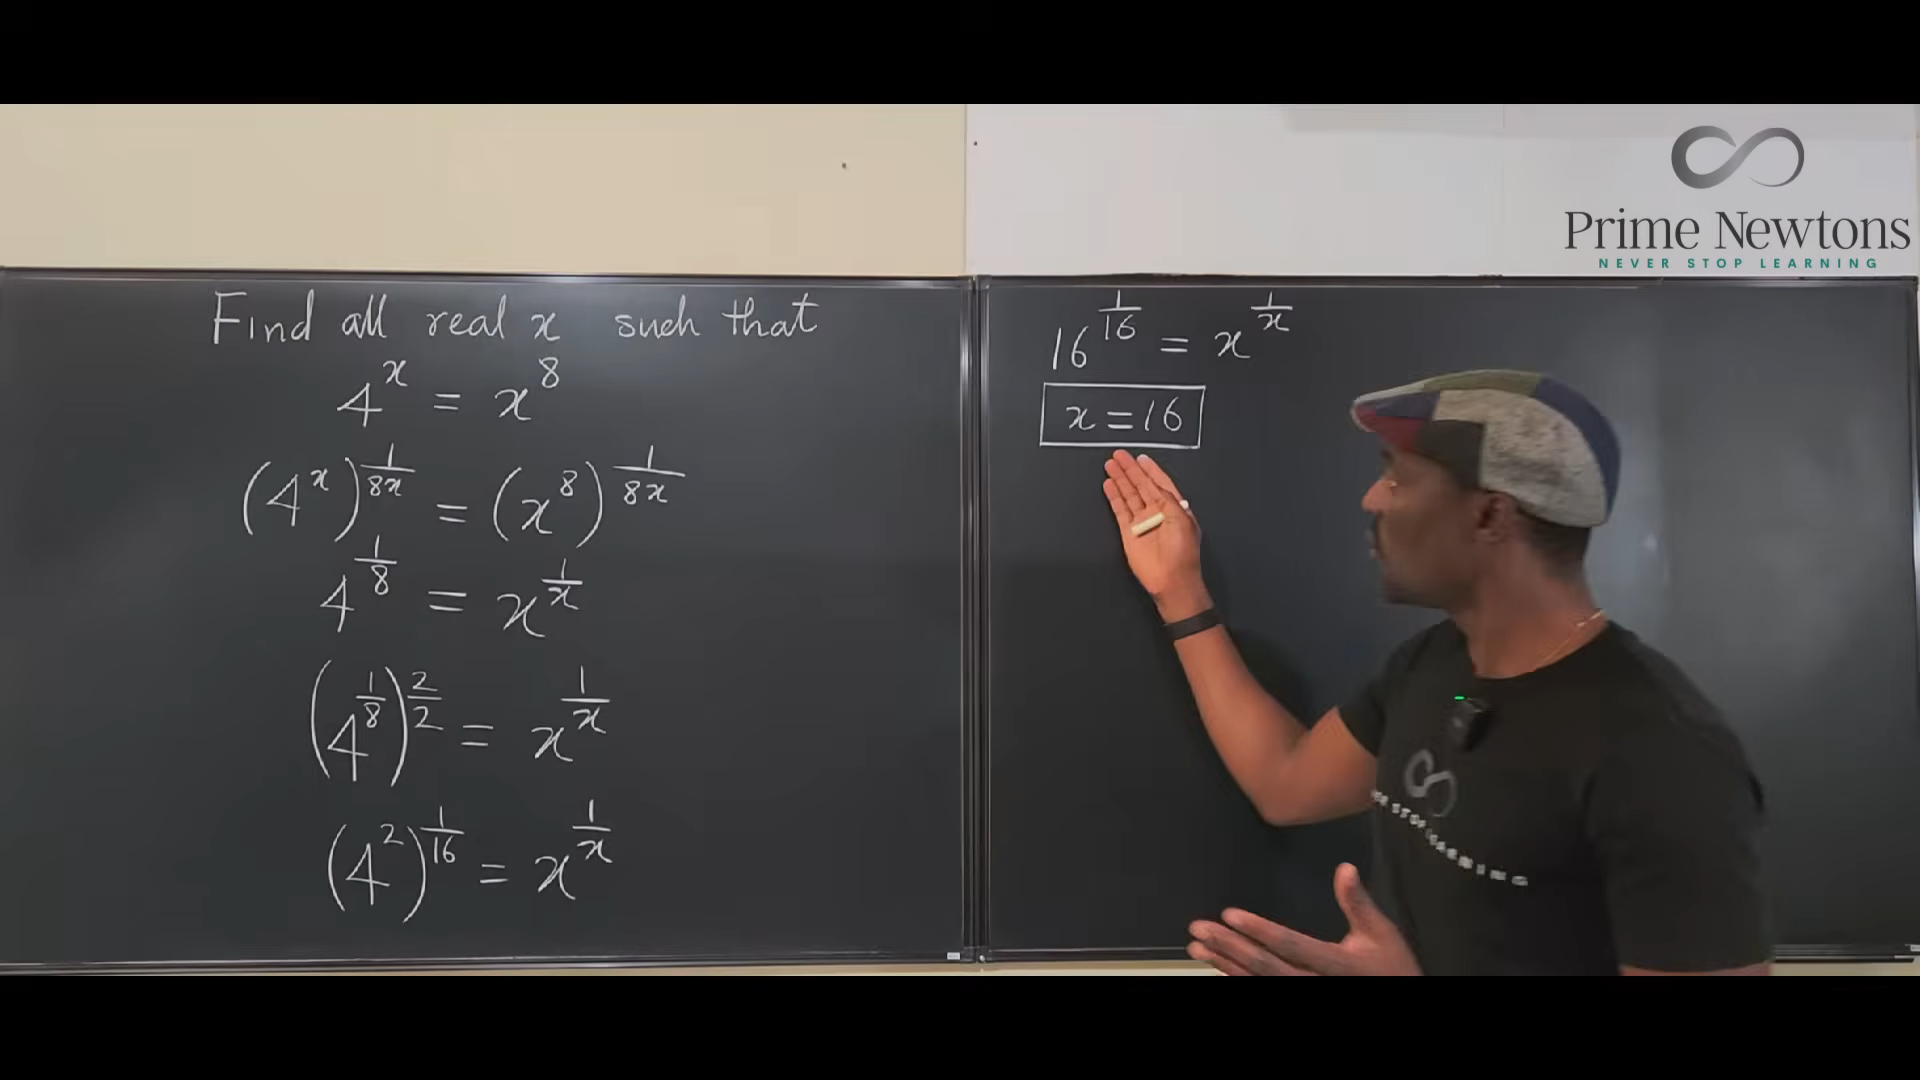 Find all real x such that
4^x = x^8
(4^x)^(1/8x) = (x^8)^(1/8x)
4^(1/8) = x^(1/x)
(4^(1/8))^(2/2) = x^(1/x)
(4^2)^(1/16) = x^(1/x)
16^(1/16) = x^(1/x)
x = 16
Prime Newtons
NEVER STOP LEARNING